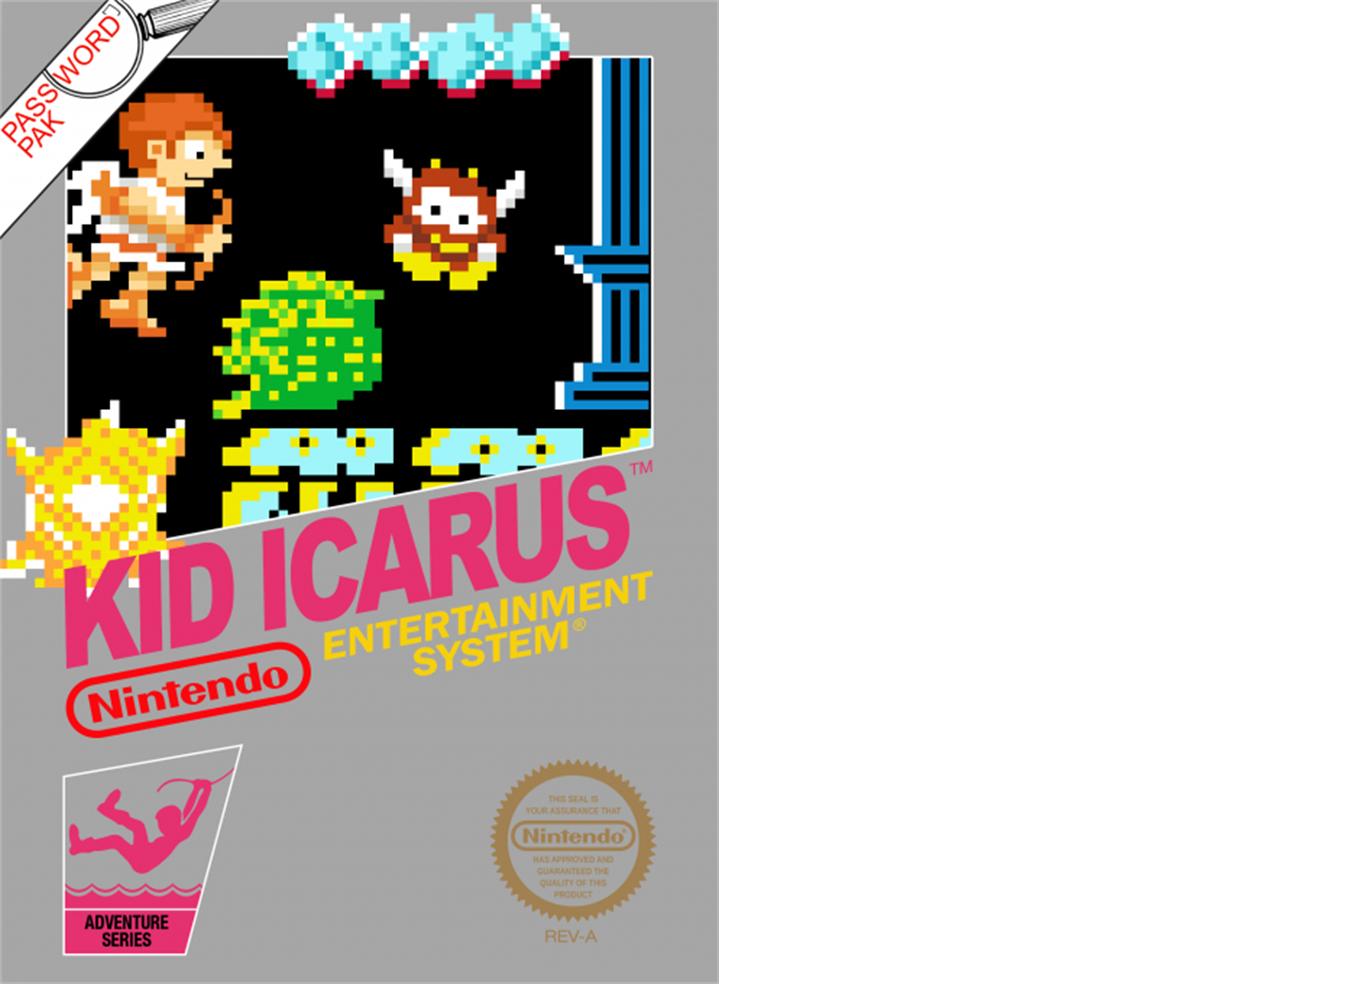 PASSWORD
PAK
KID ICARUS™
ENTERTAINMENT
SYSTEM®
Nintendo
ADVENTURE
SERIES
THIS SEAL IS
YOUR ASSURANCE THAT
Nintendo®
HAS APPROVED AND
GUARANTEED THE
QUALITY OF THIS
PRODUCT
REV-A